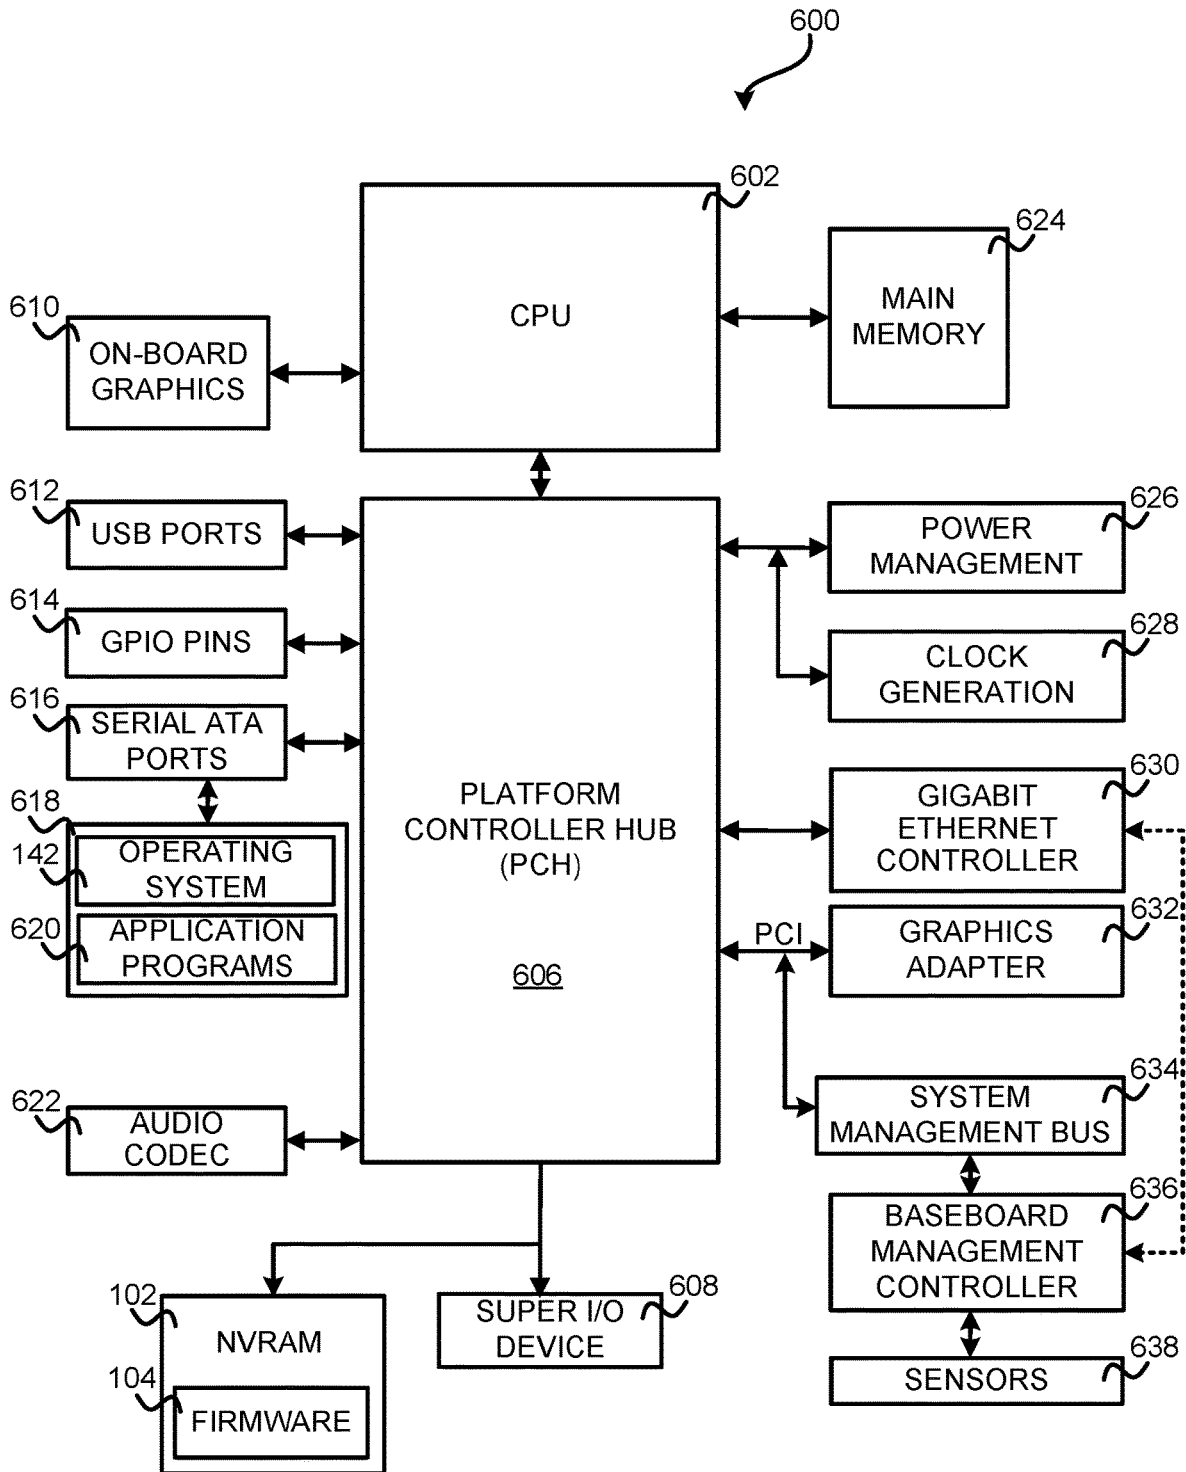 600
602
CPU
624
MAIN
MEMORY
610
ON-BOARD
GRAPHICS
612
USB PORTS
614
GPIO PINS
616
SERIAL ATA
PORTS
618
142
OPERATING
SYSTEM
620
APPLICATION
PROGRAMS
622
AUDIO
CODEC
PLATFORM
CONTROLLER HUB
(PCH)
606
626
POWER
MANAGEMENT
628
CLOCK
GENERATION
630
GIGABIT
ETHERNET
CONTROLLER
PCI
632
GRAPHICS
ADAPTER
634
SYSTEM
MANAGEMENT BUS
636
BASEBOARD
MANAGEMENT
CONTROLLER
638
SENSORS
102
NVRAM
104
FIRMWARE
608
SUPER I/O
DEVICE